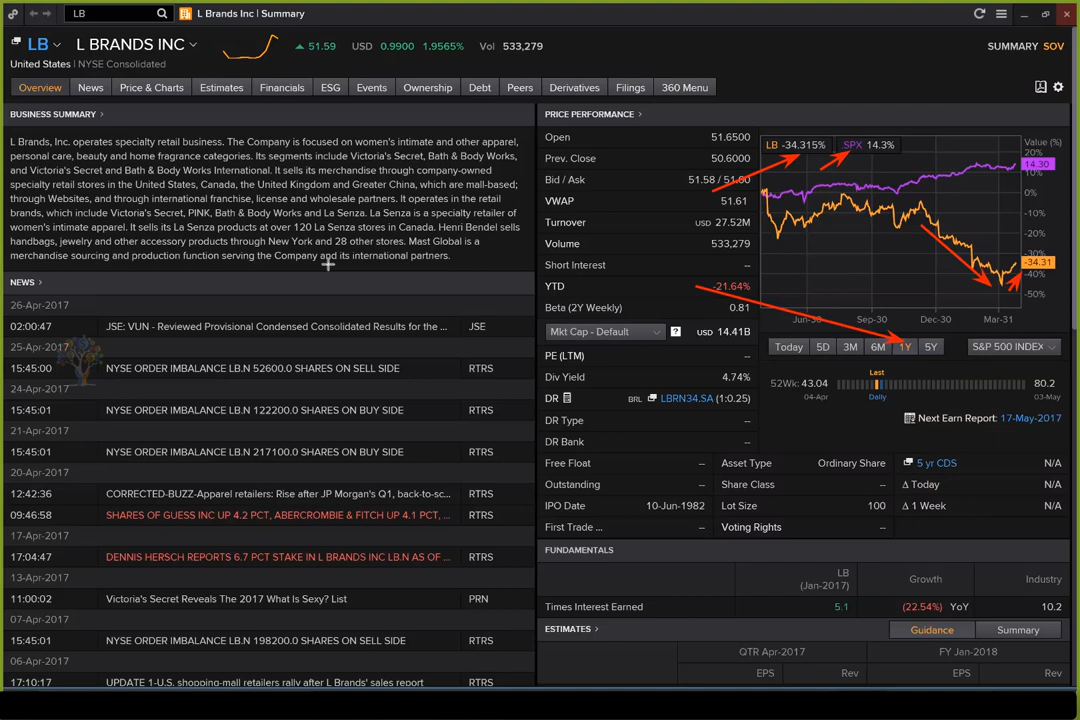 LB
L Brands Inc | Summary
LB
L BRANDS INC
51.59 USD 0.9900 1.9565% Vol 533,279
SUMMARY SOV
United States | NYSE Consolidated
Overview News Price & Charts Estimates Financials ESG Events Ownership Debt Peers Derivatives Filings 360 Menu
BUSINESS SUMMARY
L Brands, Inc. operates specialty retail business. The Company is focused on women's intimate and other apparel,
personal care, beauty and home fragrance categories. Its segments include Victoria's Secret, Bath & Body Works,
and Victoria's Secret and Bath & Body Works International. It sells its merchandise through company-owned
specialty retail stores in the United States, Canada, the United Kingdom and Greater China, which are mall-based;
through Websites, and through international franchise, license and wholesale partners. It operates in the retail
brands, which include Victoria's Secret, PINK, Bath & Body Works and La Senza. La Senza is a specialty retailer of
women's intimate apparel. It sells its La Senza products at over 120 La Senza stores in Canada. Henri Bendel sells
handbags, jewelry and other accessory products through New York and 28 other stores. Mast Global is a
merchandise sourcing and production function serving the Company and its international partners.
NEWS
26-Apr-2017
02:00:47 JSE: VUN - Reviewed Provisional Condensed Consolidated Results for the ... JSE
25-Apr-2017
15:45:00 NYSE ORDER IMBALANCE LB.N 52600.0 SHARES ON SELL SIDE RTRS
24-Apr-2017
15:45:01 NYSE ORDER IMBALANCE LB.N 122200.0 SHARES ON BUY SIDE RTRS
21-Apr-2017
15:45:01 NYSE ORDER IMBALANCE LB.N 217100.0 SHARES ON BUY SIDE RTRS
20-Apr-2017
12:42:36 CORRECTED-BUZZ-Apparel retailers: Rise after JP Morgan's Q1, back-to-sc... RTRS
09:46:58 SHARES OF GUESS INC UP 4.2 PCT, ABERCROMBIE & FITCH UP 4.1 PCT, ... RTRS
17-Apr-2017
17:04:47 DENNIS HERSCH REPORTS 6.7 PCT STAKE IN L BRANDS INC LB.N AS OF ... RTRS
13-Apr-2017
11:00:02 Victoria's Secret Reveals The 2017 What Is Sexy? List PRN
07-Apr-2017
15:45:01 NYSE ORDER IMBALANCE LB.N 198200.0 SHARES ON SELL SIDE RTRS
06-Apr-2017
17:10:17 UPDATE 1-U.S. shopping-mall retailers rally after L Brands' sales report RTRS
PRICE PERFORMANCE
Open 51.6500
Prev. Close 50.6000
Bid / Ask 51.58 / 51.60
VWAP 51.61
Turnover USD 27.52M
Volume 533,279
Short Interest --
YTD -21.64%
Beta (2Y Weekly) 0.81
Mkt Cap - Default ? USD 14.41B
PE (LTM) --
Div Yield 4.74%
DR BRL LBRN34.SA (1:0.25)
DR Type --
DR Bank --
LB -34.315% SPX 14.3%
Value (%)
20%
14.30
10%
0%
-10%
-20%
-30%
-34.31
-40%
-50%
Jun-30 Sep-30 Dec-30 Mar-31
Today 5D 3M 6M 1Y 5Y S&P 500 INDEX
Last
52Wk: 43.04 80.2
04-Apr Daily 03-May
Next Earn Report: 17-May-2017
Free Float -- Asset Type Ordinary Share 5 yr CDS N/A
Outstanding -- Share Class -- Δ Today N/A
IPO Date 10-Jun-1982 Lot Size 100 Δ 1 Week N/A
First Trade ... -- Voting Rights --
FUNDAMENTALS
LB
(Jan-2017) Growth Industry
Times Interest Earned 5.1 (22.54%) YoY 10.2
ESTIMATES Guidance Summary
QTR Apr-2017 FY Jan-2018
EPS Rev EPS Rev